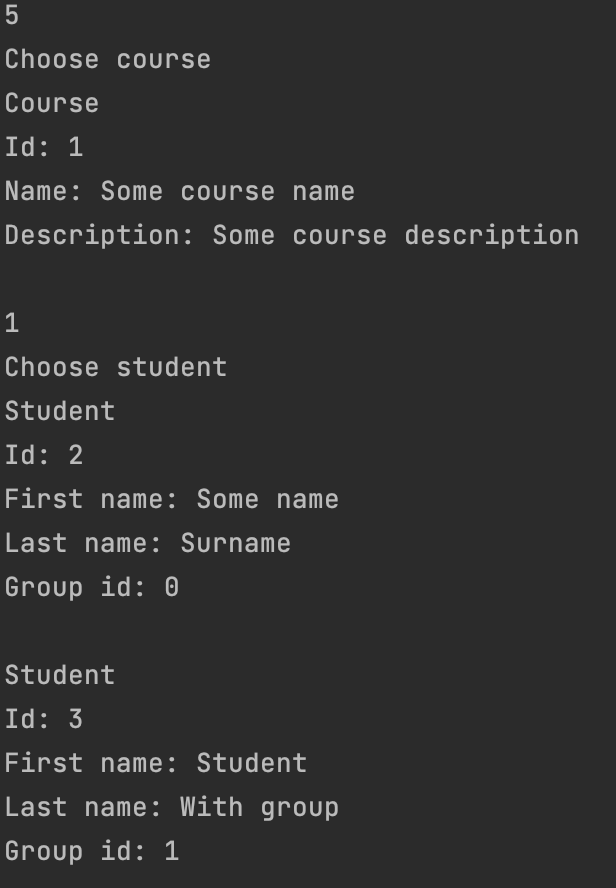 5
Choose course
Course
Id: 1
Name: Some course name
Description: Some course description
1
Choose student
Student
Id: 2
First name: Some name
Last name: Surname
Group id: 0
Student
Id: 3
First name: Student
Last name: With group
Group id: 1